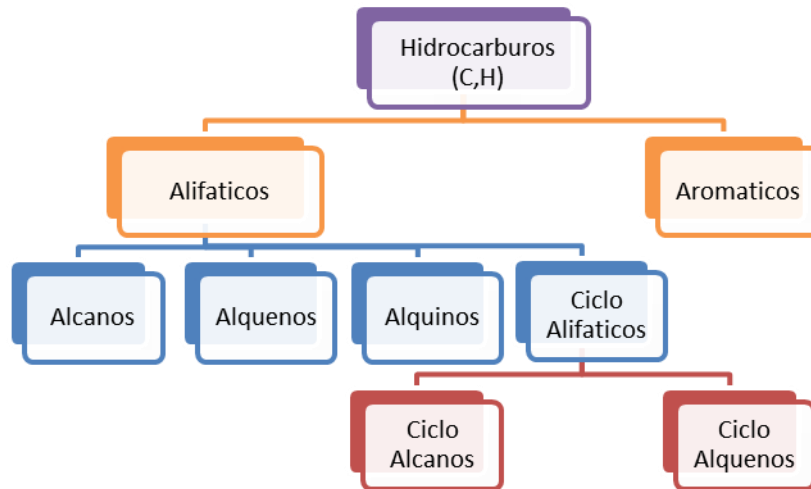 Hidrocarburos
(C,H)
Alifaticos
Aromaticos
Alcanos
Alquenos
Alquinos
Ciclo
Alifaticos
Ciclo
Alcanos
Ciclo
Alquenos